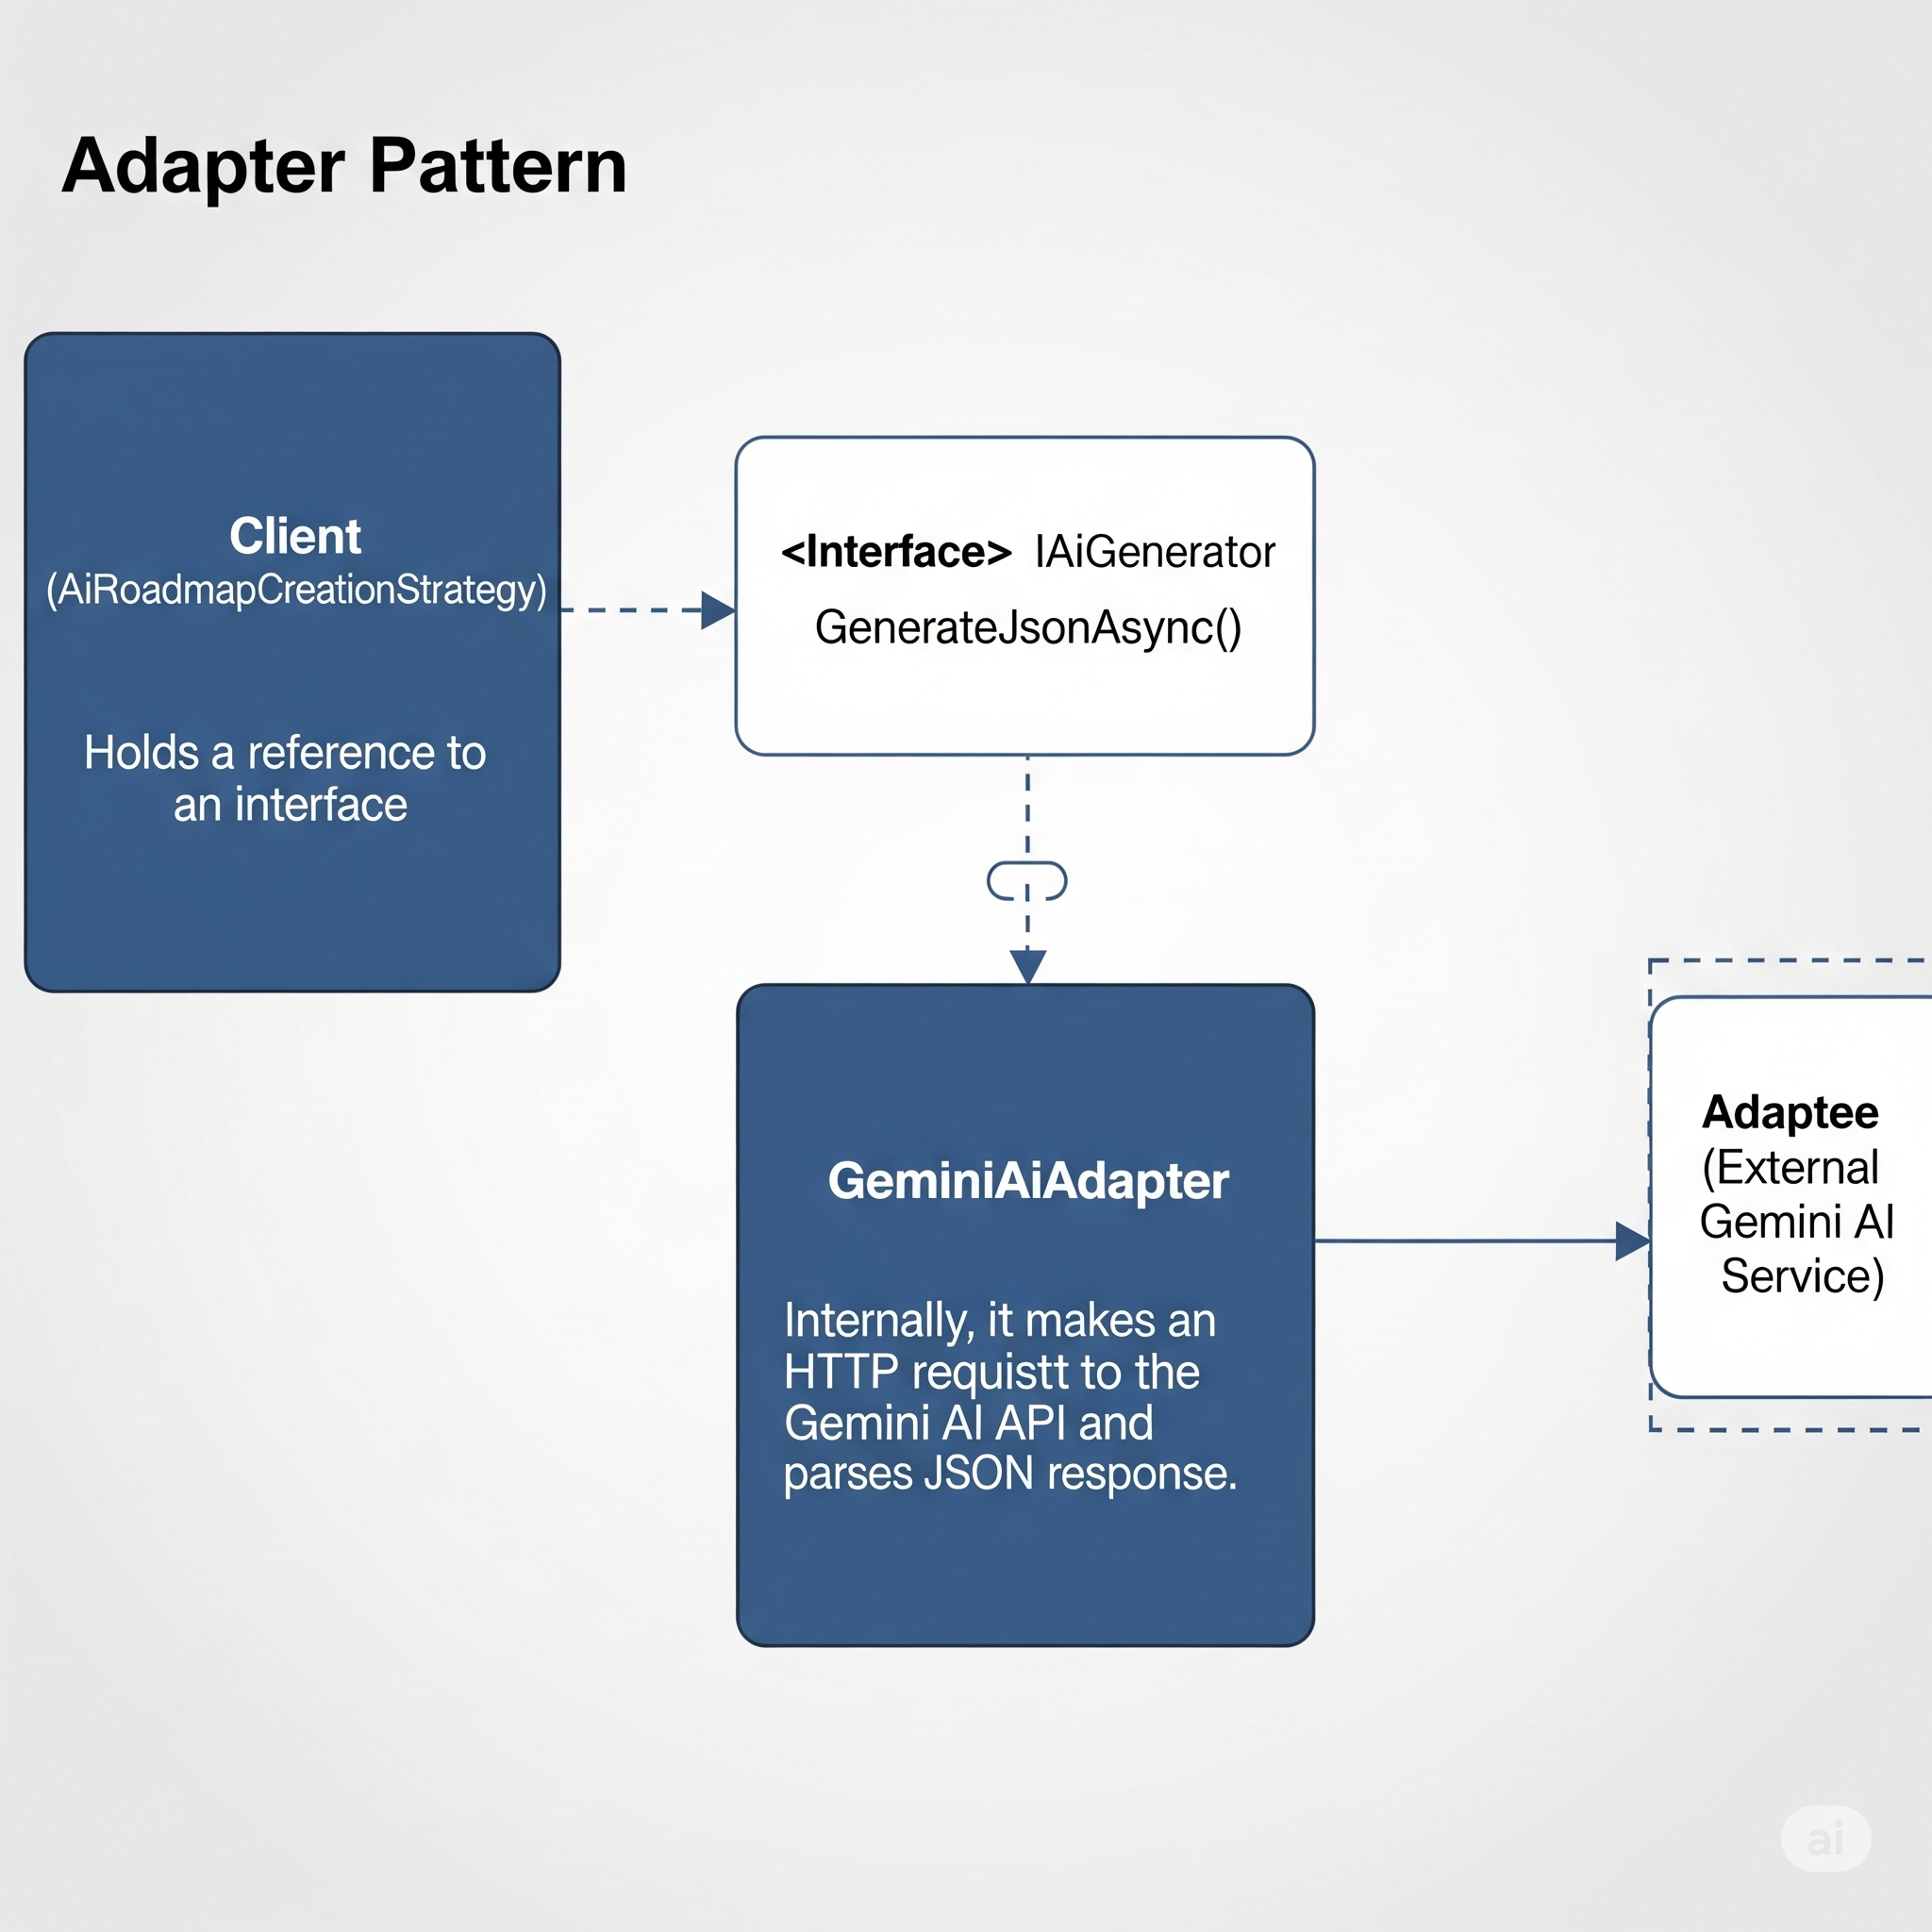 Adapter Pattern
Client
(AiRoadmapCreationStrategy)
Holds a reference to
an interface
<Interface> IAiGenerator
GenerateJsonAsync()
GeminiAiAdapter
Internally, it makes an
HTTP requistt to the
Gemini AI API and
parses JSON response.
Adaptee
(External
Gemini AI
Service)
ai